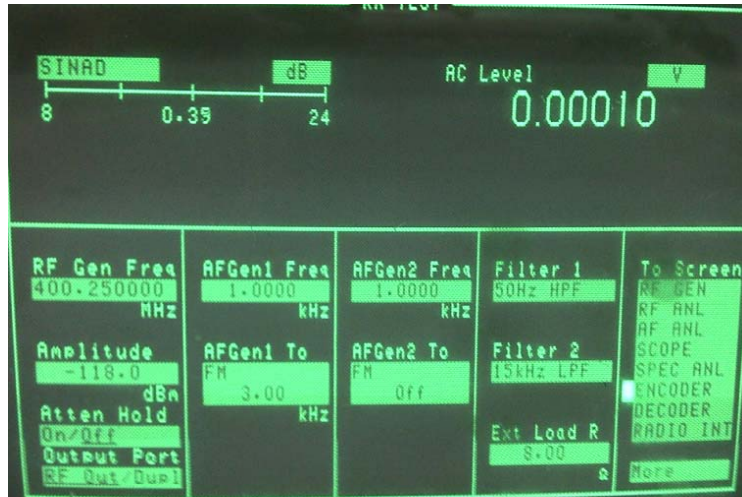 RX TEST
SINAD dB
8 0.39 24
AC Level V
0.00010
RF Gen Freq
400.250000
MHz
Amplitude
-118.0
dBm
Atten Hold
On/Off
Output Port
RF Out/Dupl
AFGen1 Freq
1.0000
kHz
AFGen1 To
FM
3.00
kHz
AFGen2 Freq
1.0000
kHz
AFGen2 To
FM
Off
Filter 1
50Hz HPF
Filter 2
15kHz LPF
Ext Load R
8.00
Ω
To Screen
RF GEN
RF ANL
AF ANL
SCOPE
SPEC ANL
ENCODER
DECODER
RADIO INT
More